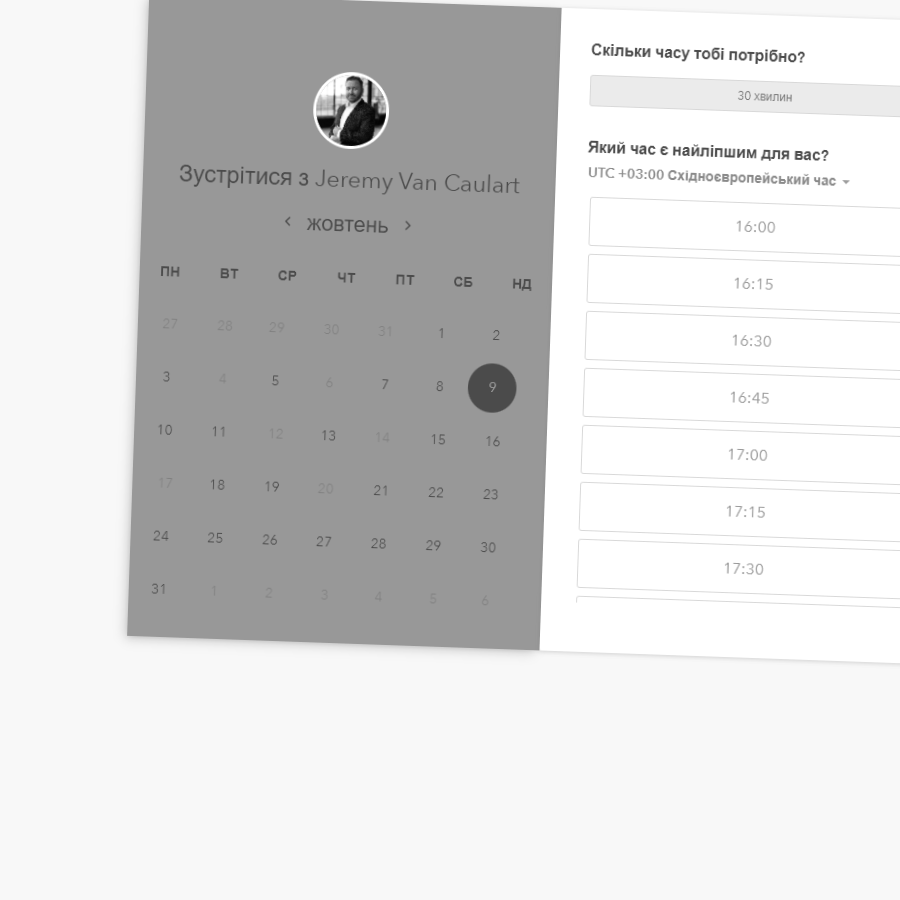 Зустрітися з Jeremy Van Caulart
жовтень
ПН ВТ СР ЧТ ПТ СБ НД
27 28 29 30 31 1 2
3 4 5 6 7 8 9
10 11 12 13 14 15 16
17 18 19 20 21 22 23
24 25 26 27 28 29 30
31 1 2 3 4 5 6
Скільки часу тобі потрібно?
30 хвилин
Який час є найліпшим для вас?
UTC +03:00 Східноєвропейський час
16:00
16:15
16:30
16:45
17:00
17:15
17:30